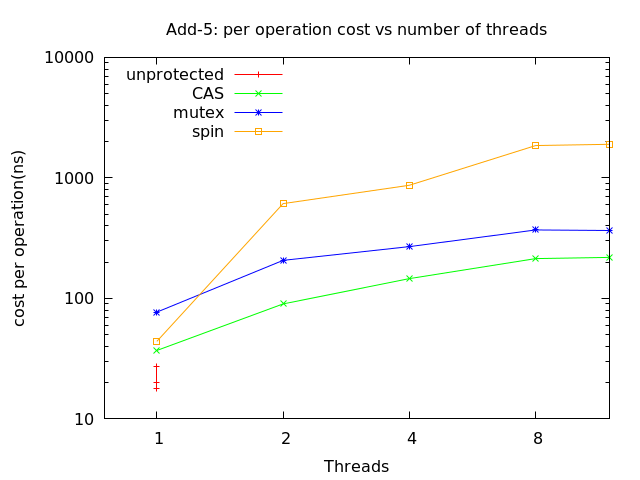 Add-5: per operation cost vs number of threads
10000
1000
100
10
cost per operation(ns)
unprotected
CAS
mutex
spin
1 2 4 8
Threads